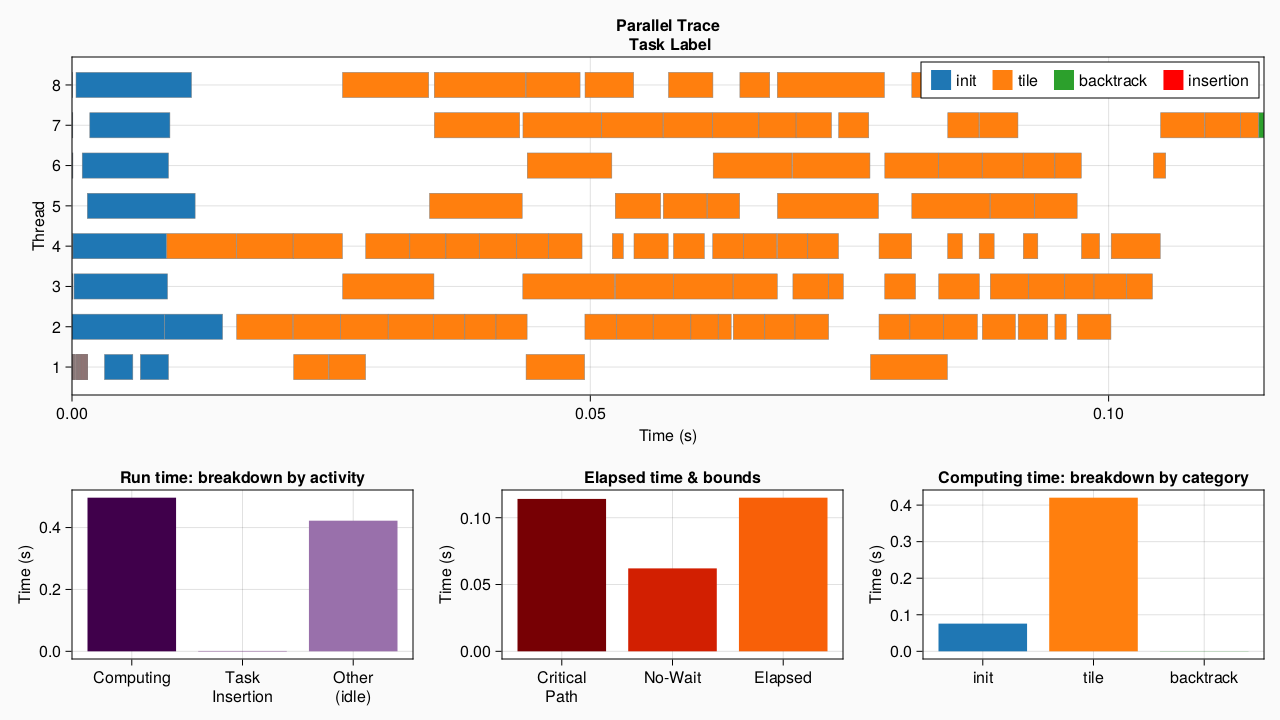 Parallel Trace
Task Label
init tile backtrack insertion
8
7
6
5
4
3
2
1
Thread
0.00 0.05 0.10
Time (s)
Run time: breakdown by activity
0.4
0.2
0.0
Time (s)
Computing Task Insertion Other (idle)
Elapsed time & bounds
0.10
0.05
0.00
Time (s)
Critical Path No-Wait Elapsed
Computing time: breakdown by category
0.4
0.3
0.2
0.1
0.0
Time (s)
init tile backtrack